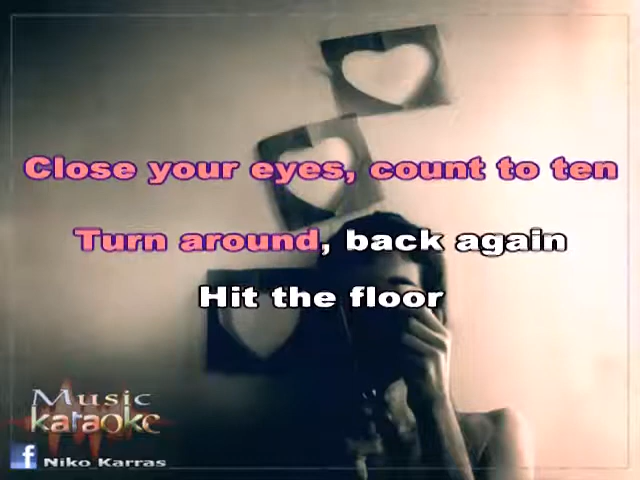 Close your eyes, count to ten
Turn around, back again
Hit the floor
Music
karaoke
f Niko Karras